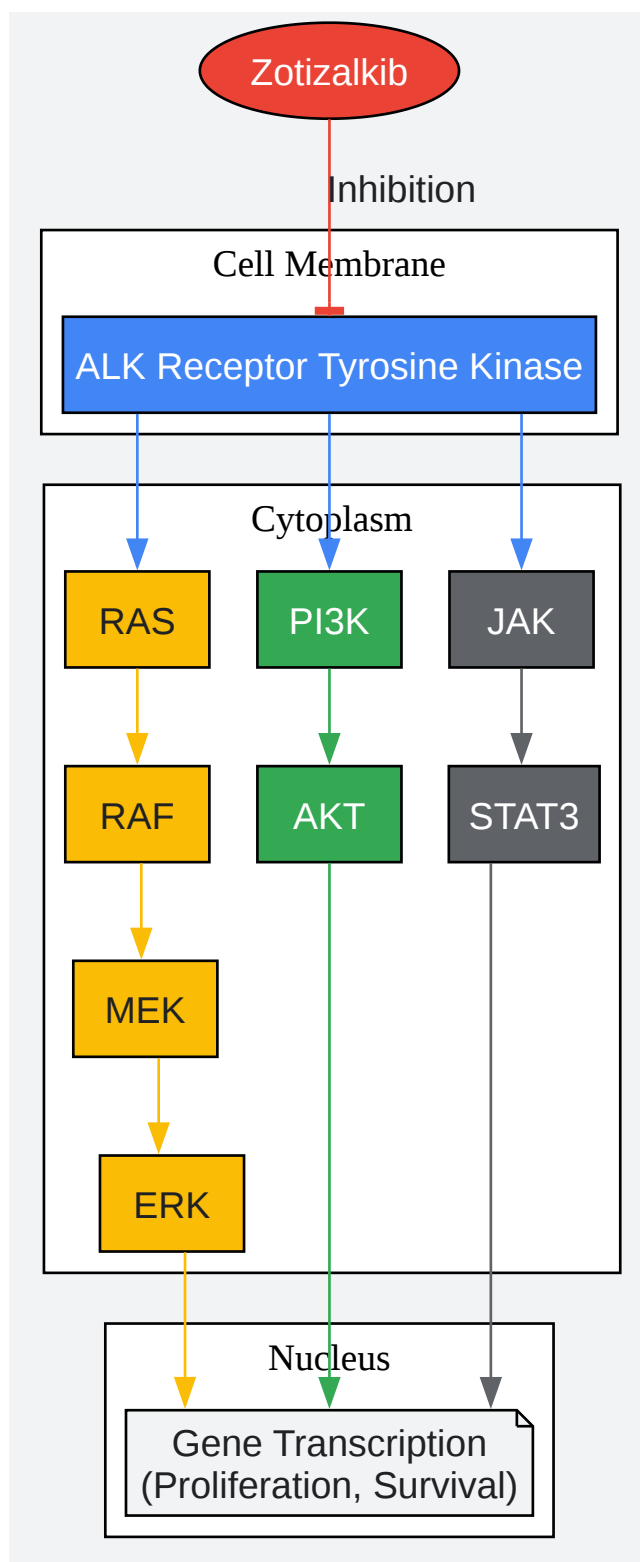 Zotizalkib
Inhibition
Cell Membrane
ALK Receptor Tyrosine Kinase
Cytoplasm
RAS
PI3K
JAK
RAF
AKT
STAT3
MEK
ERK
Nucleus
Gene Transcription
(Proliferation, Survival)